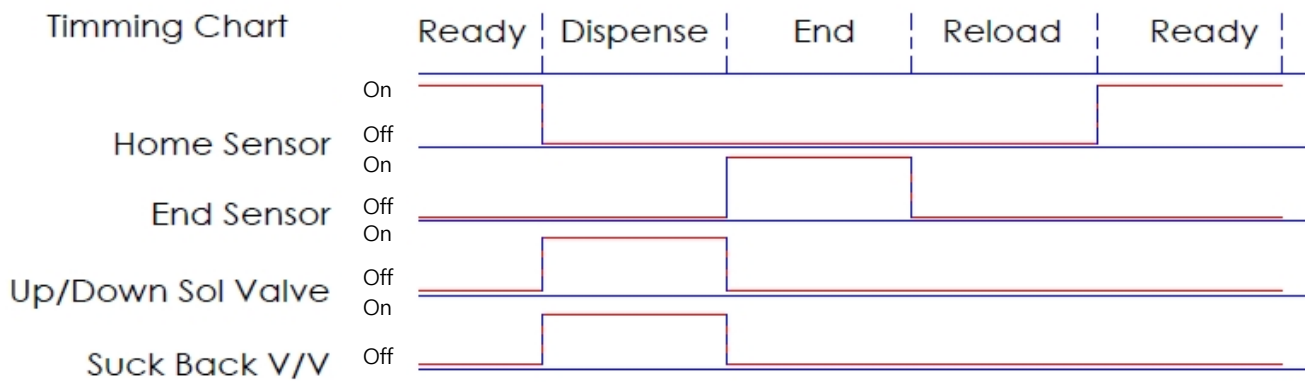 Timming Chart
Ready Dispense End Reload Ready
On
Home Sensor Off
On
End Sensor Off
On
Up/Down Sol Valve Off
On
Suck Back V/V Off